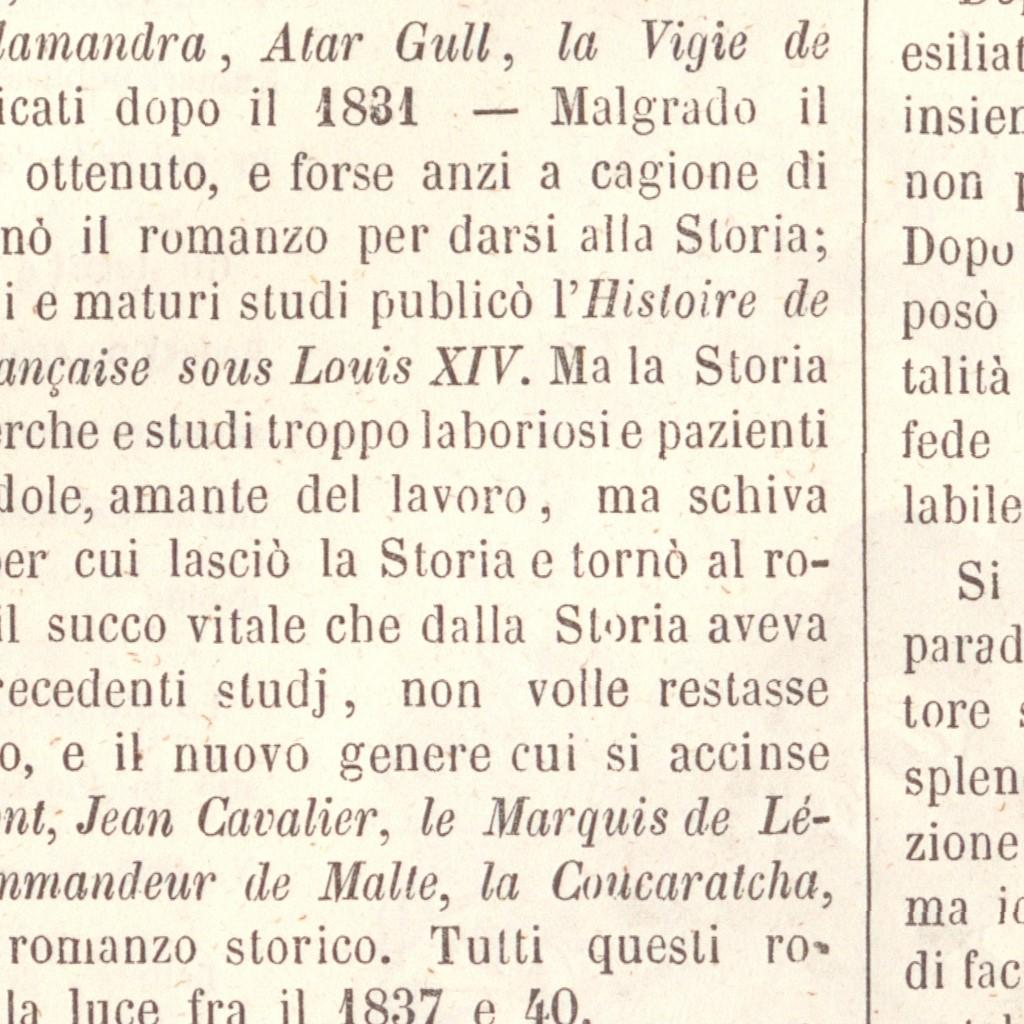 lamandra, Atar Gull, la Vigie de
icati dopo il 1831 — Malgrado il
ottenuto, e forse anzi a cagione di
nò il romanzo per darsi alla Storia;
i e maturi studi publicò l'Histoire de
ançaise sous Louis XIV. Ma la Storia
erche e studi troppo laboriosi e pazienti
dole, amante del lavoro, ma schiva
per cui lasciò la Storia e tornò al ro-
il succo vitale che dalla Storia aveva
recedenti studj, non volle restasse
o, e il nuovo genere cui si accinse
nt, Jean Cavalier, le Marquis de Lé-
mmandeur de Malte, la Coucaratcha,
romanzo storico. Tutti questi ro-
la luce fra il 1837 e 40.
esiliat
insien
non p
Dopo
posò
talità
fede
labile
Si
parad
tore s
splen
zione
ma ic
di fac